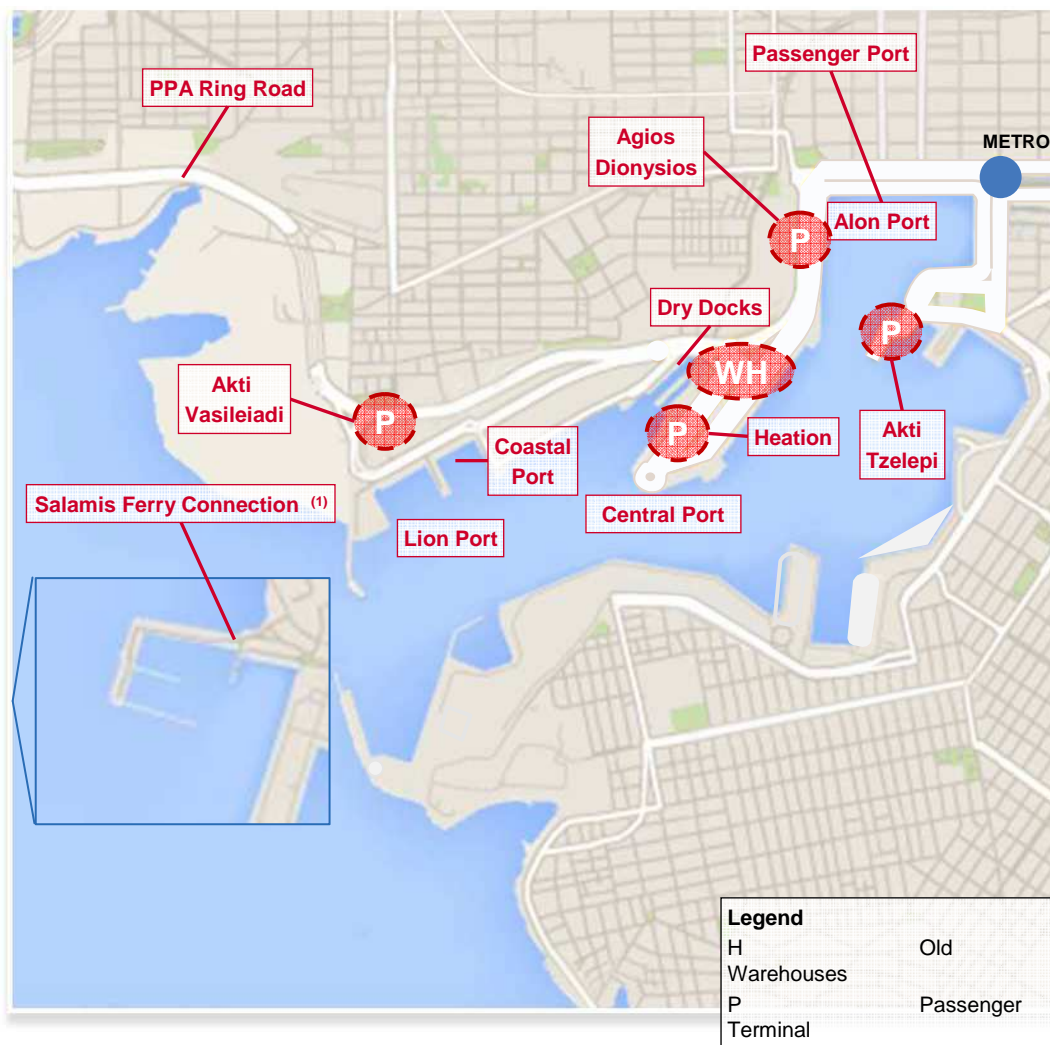 Passenger Port
PPA Ring Road
Agios
Dionysios
METRO
P
Alon Port
Dry Docks
P
WH
Akti
Vasileiadi
P
P
Heation
Akti
Tzelepi
Coastal
Port
Salamis Ferry Connection (1)
Central Port
Lion Port
Legend
H Old
Warehouses
P Passenger
Terminal